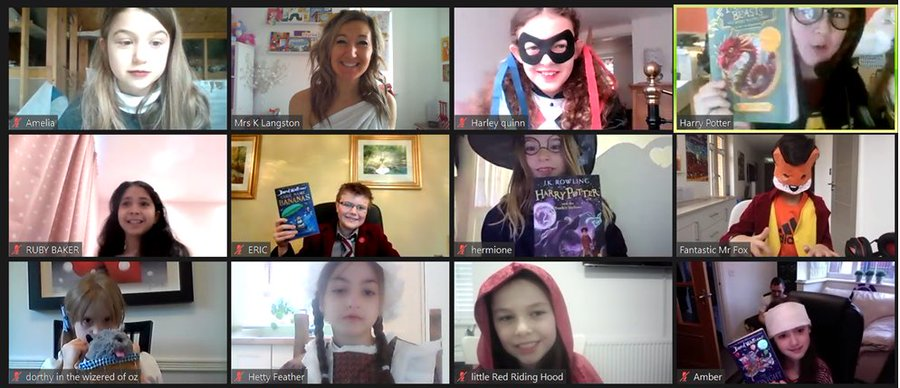 BEASTS
Amelia
Mrs K Langston
Harley quinn
Harry Potter
BANANAS
J.K. ROWLING
HARRY POTTER
RUBY BAKER
ERIC
hermione
Fantastic Mr Fox
dorthy in the wizered of oz
Hetty Feather
little Red Riding Hood
Amber